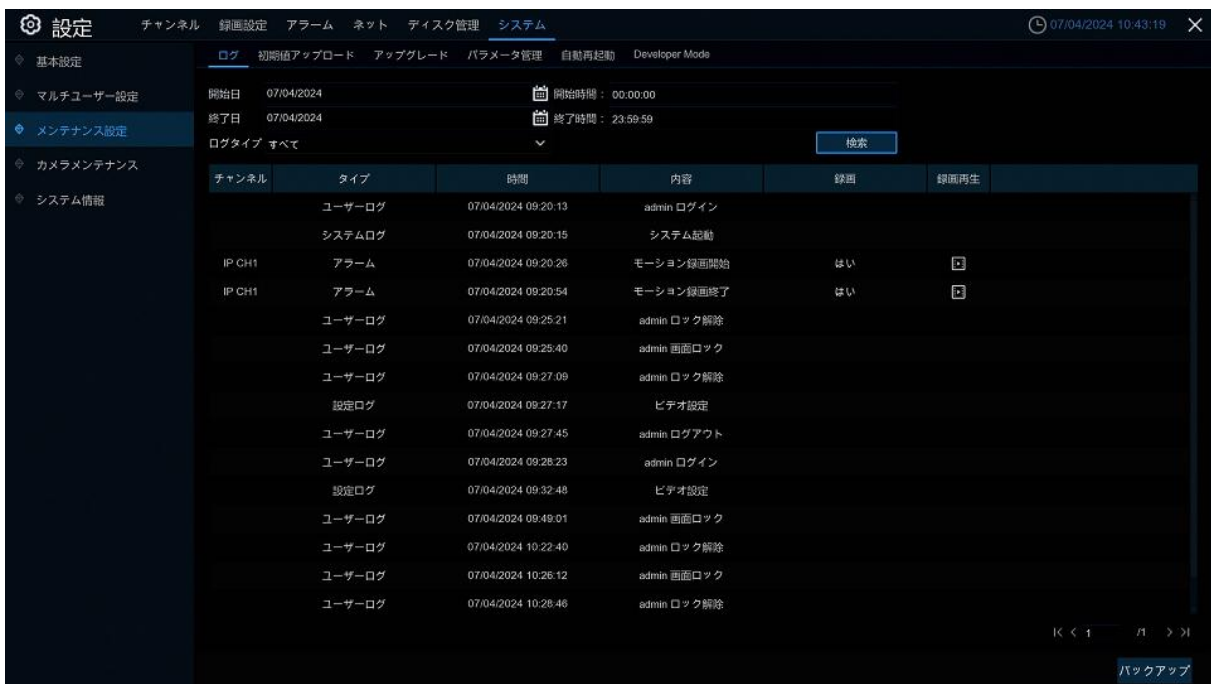 設定 チャンネル 録画設定 アラーム ネット ディスク管理 システム 07/04/2024 10:43:19
基本設定
マルチユーザー設定
メンテナンス設定
カメラメンテナンス
システム情報
ログ 初期値アップロード アップグレード パラメータ管理 自動再起動 Developer Mode
開始日 07/04/2024 開始時間: 00:00:00
終了日 07/04/2024 終了時間: 23:59:59
ログタイプ すべて 検索
チャンネル タイプ 時間 内容 録画 録画再生
ユーザーログ 07/04/2024 09:20:13 admin ログイン
システムログ 07/04/2024 09:20:15 システム起動
IP CH1 アラーム 07/04/2024 09:20:26 モーション録画開始 はい
IP CH1 アラーム 07/04/2024 09:20:54 モーション録画終了 はい
ユーザーログ 07/04/2024 09:25:21 admin ロック解除
ユーザーログ 07/04/2024 09:25:40 admin 画面ロック
ユーザーログ 07/04/2024 09:27:09 admin ロック解除
設定ログ 07/04/2024 09:27:17 ビデオ設定
ユーザーログ 07/04/2024 09:27:45 admin ログアウト
ユーザーログ 07/04/2024 09:28:23 admin ログイン
設定ログ 07/04/2024 09:32:48 ビデオ設定
ユーザーログ 07/04/2024 09:49:01 admin 画面ロック
ユーザーログ 07/04/2024 10:22:40 admin ロック解除
ユーザーログ 07/04/2024 10:26:12 admin 画面ロック
ユーザーログ 07/04/2024 10:28:46 admin ロック解除
1 /1
バックアップ